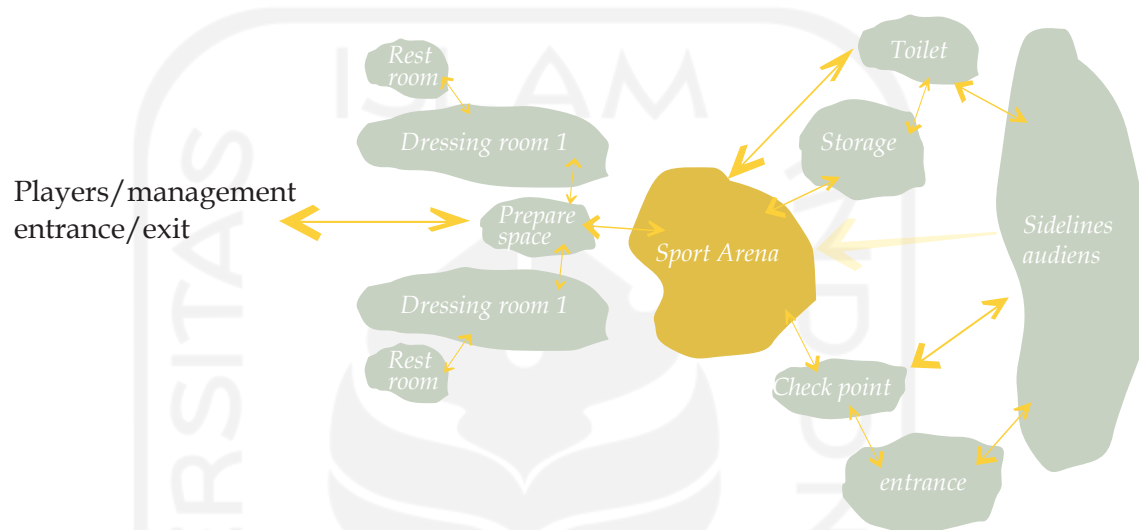 ISLAM
Rest
room
Toilet
Dressing room 1
Storage
Players/management
entrance/exit
Prepare
space
Sport Arena
Sidelines
audiens
Dressing room 1
Rest
room
Check point
entrance